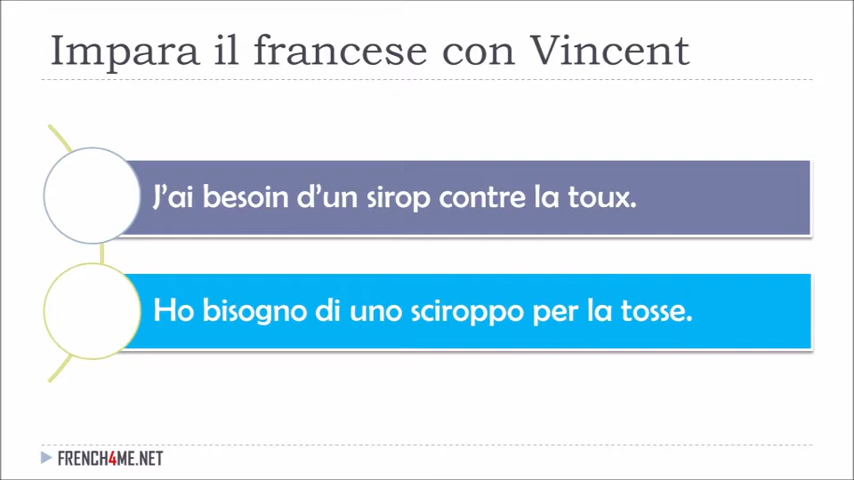 Impara il francese con Vincent
J’ai besoin d’un sirop contre la toux.
Ho bisogno di uno sciroppo per la tosse.
FRENCH4ME.NET